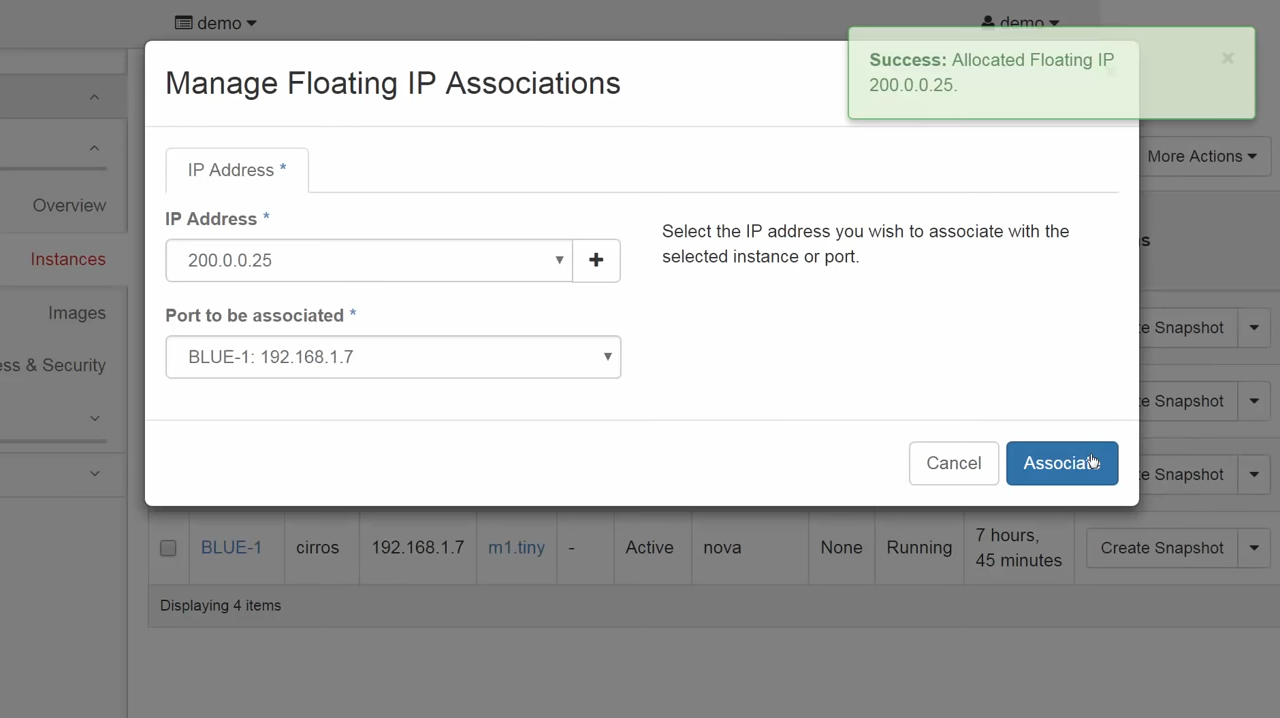 demo
demo
Success: Allocated Floating IP
200.0.0.25.
Manage Floating IP Associations
More Actions
IP Address *
Overview
IP Address *
Select the IP address you wish to associate with the
selected instance or port.
Instances
200.0.0.25
Images
Port to be associated *
Snapshot
BLUE-1: 192.168.1.7
& Security
Snapshot
Cancel
Associate
Snapshot
BLUE-1 cirros 192.168.1.7 m1.tiny - Active nova None Running 7 hours,
45 minutes Create Snapshot
Displaying 4 items